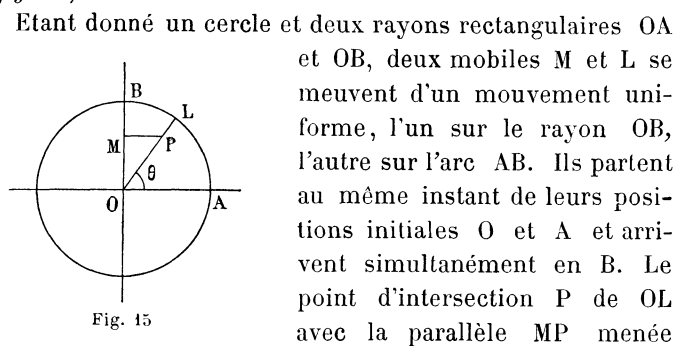 Etant donné un cercle et deux rayons rectangulaires OA
et OB, deux mobiles M et L se
meuvent d'un mouvement uni-
forme, l'un sur le rayon OB,
l'autre sur l'arc AB. Ils partent
au même instant de leurs posi-
tions initiales O et A et arri-
vent simultanément en B. Le
point d'intersection P de OL
avec la parallèle MP menée
B
L
M
P
θ
O
A
Fig. 15